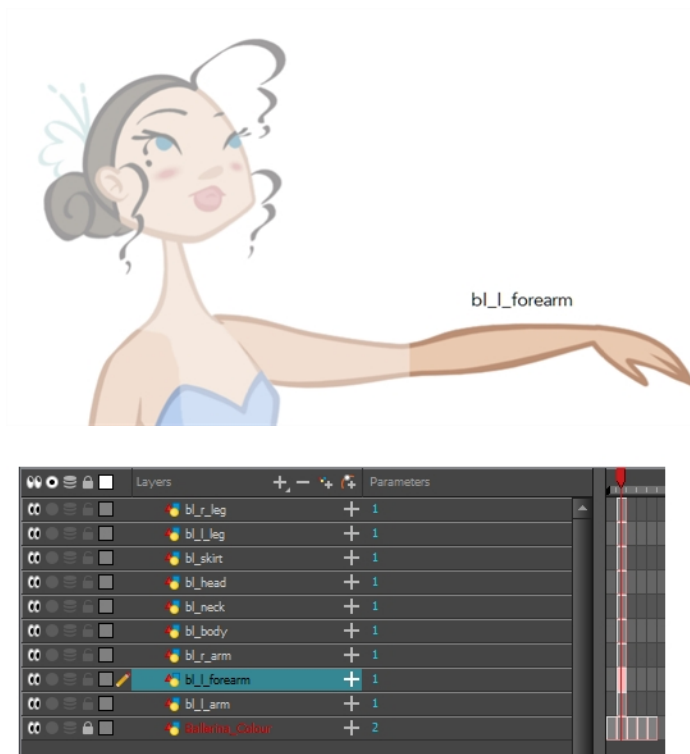 bl_l_forearm
Layers Parameters
bl_r_leg 1
bl_l_leg 1
bl_skirt 1
bl_head 1
bl_neck 1
bl_body 1
bl_r_arm 1
bl_l_forearm 1
bl_l_arm 1
Ballerina_Colour 2